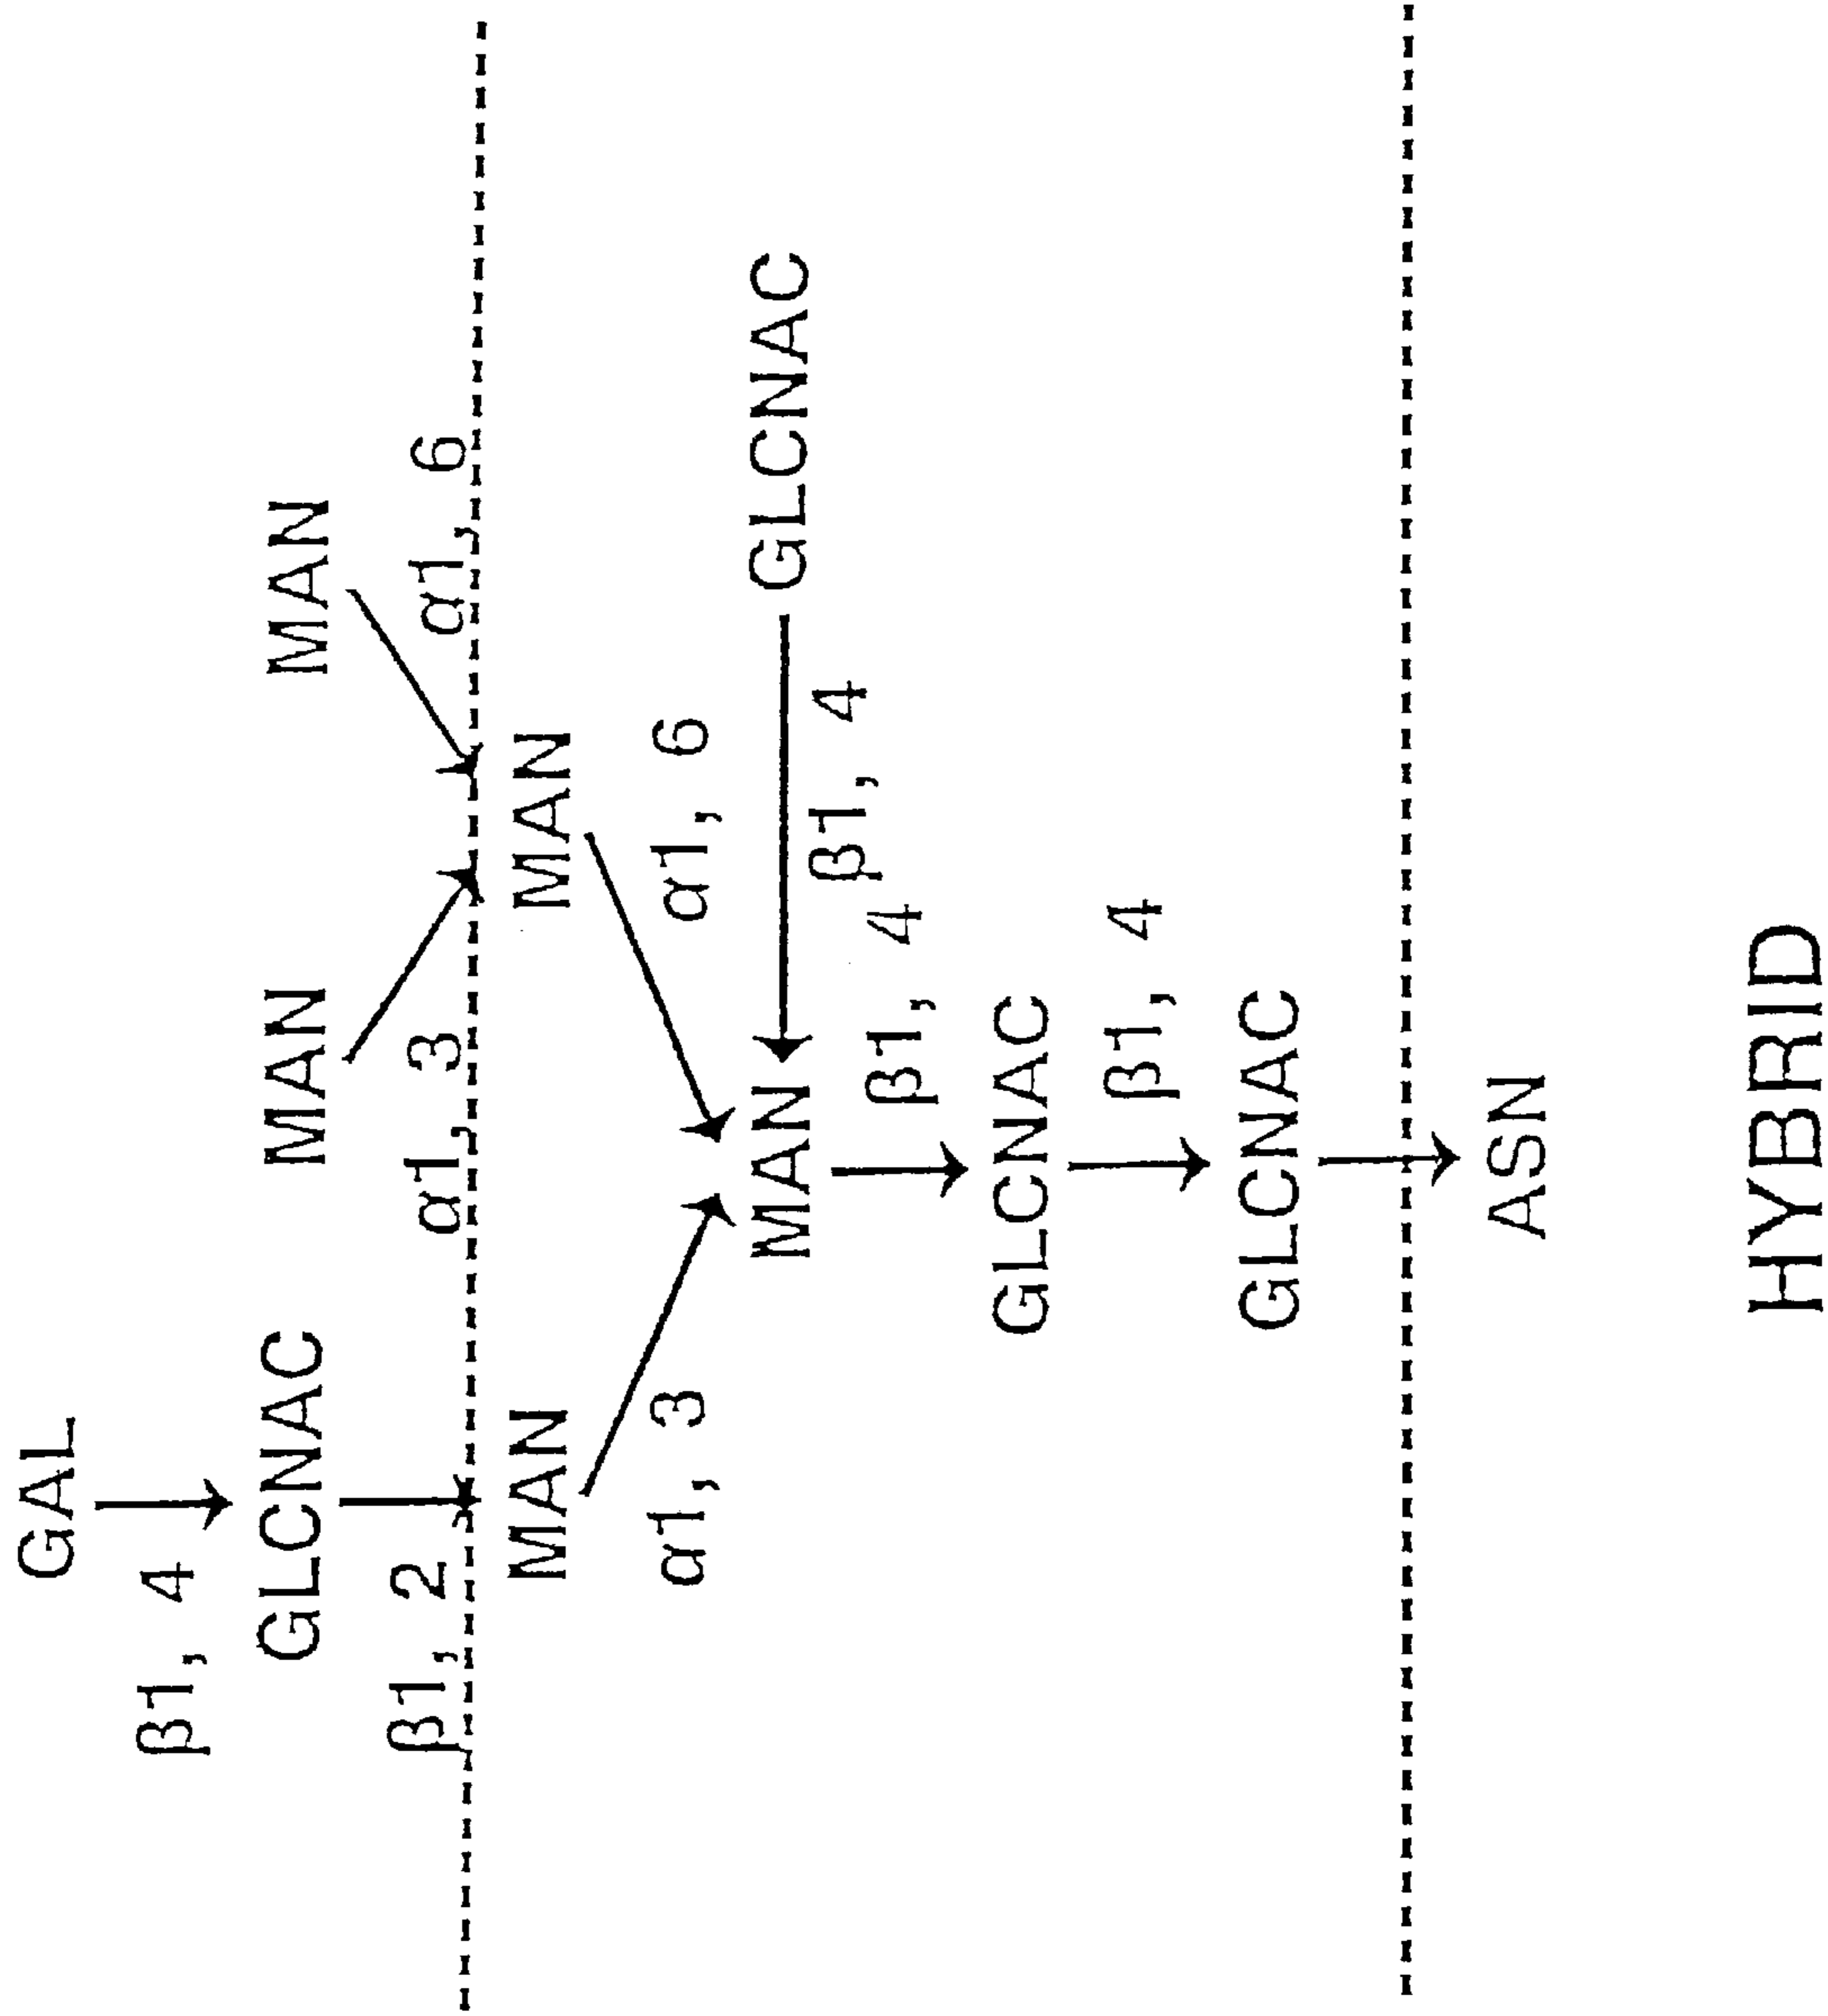 GAL
β1, 4
GLCNAC MAN MAN
β1, 2 α1, 3 α1, 6
MAN MAN
α1, 3 α1, 6
MAN GLCNAC
β1, 4
β1, 4
GLCNAC
β1, 4
GLCNAC
ASN
HYBRID